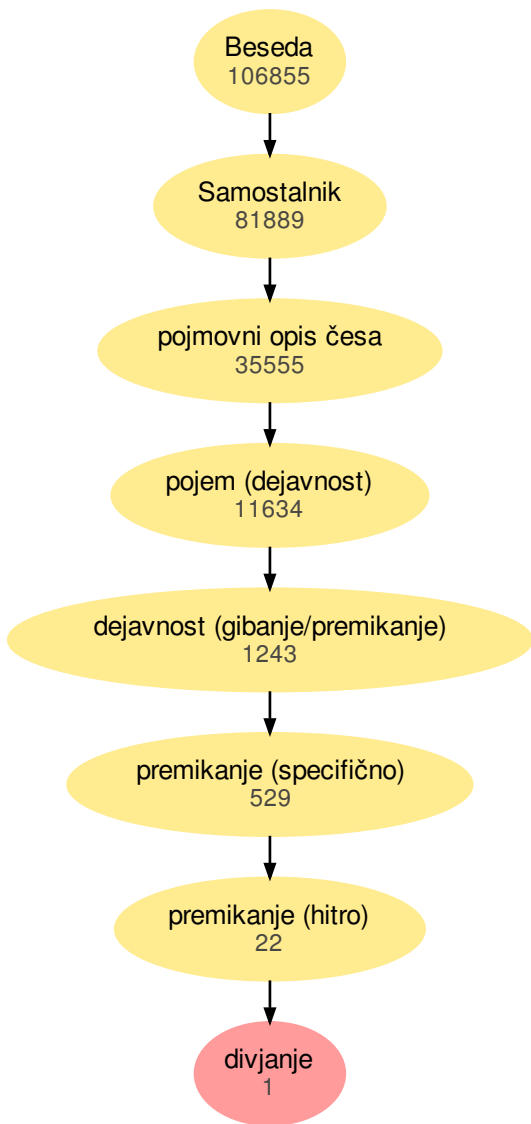 Beseda
106855
Samostalnik
81889
pojmovni opis česa
35555
pojem (dejavnost)
11634
dejavnost (gibanje/premikanje)
1243
premikanje (specifično)
529
premikanje (hitro)
22
divjanje
1